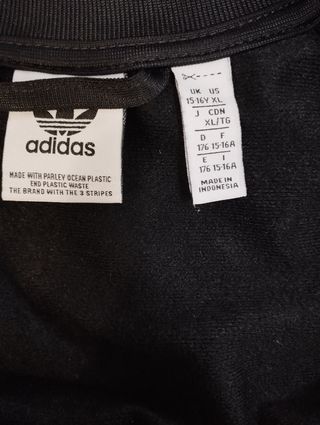 adidas
MADE WITH PARLEY OCEAN PLASTIC
END PLASTIC WASTE
THE BRAND WITH THE 3 STRIPES
UK US
15-16Y XL
J CDN
XL/TG
D F
176 15-16A
E I
176 15-16A
MADE IN
INDONESIA